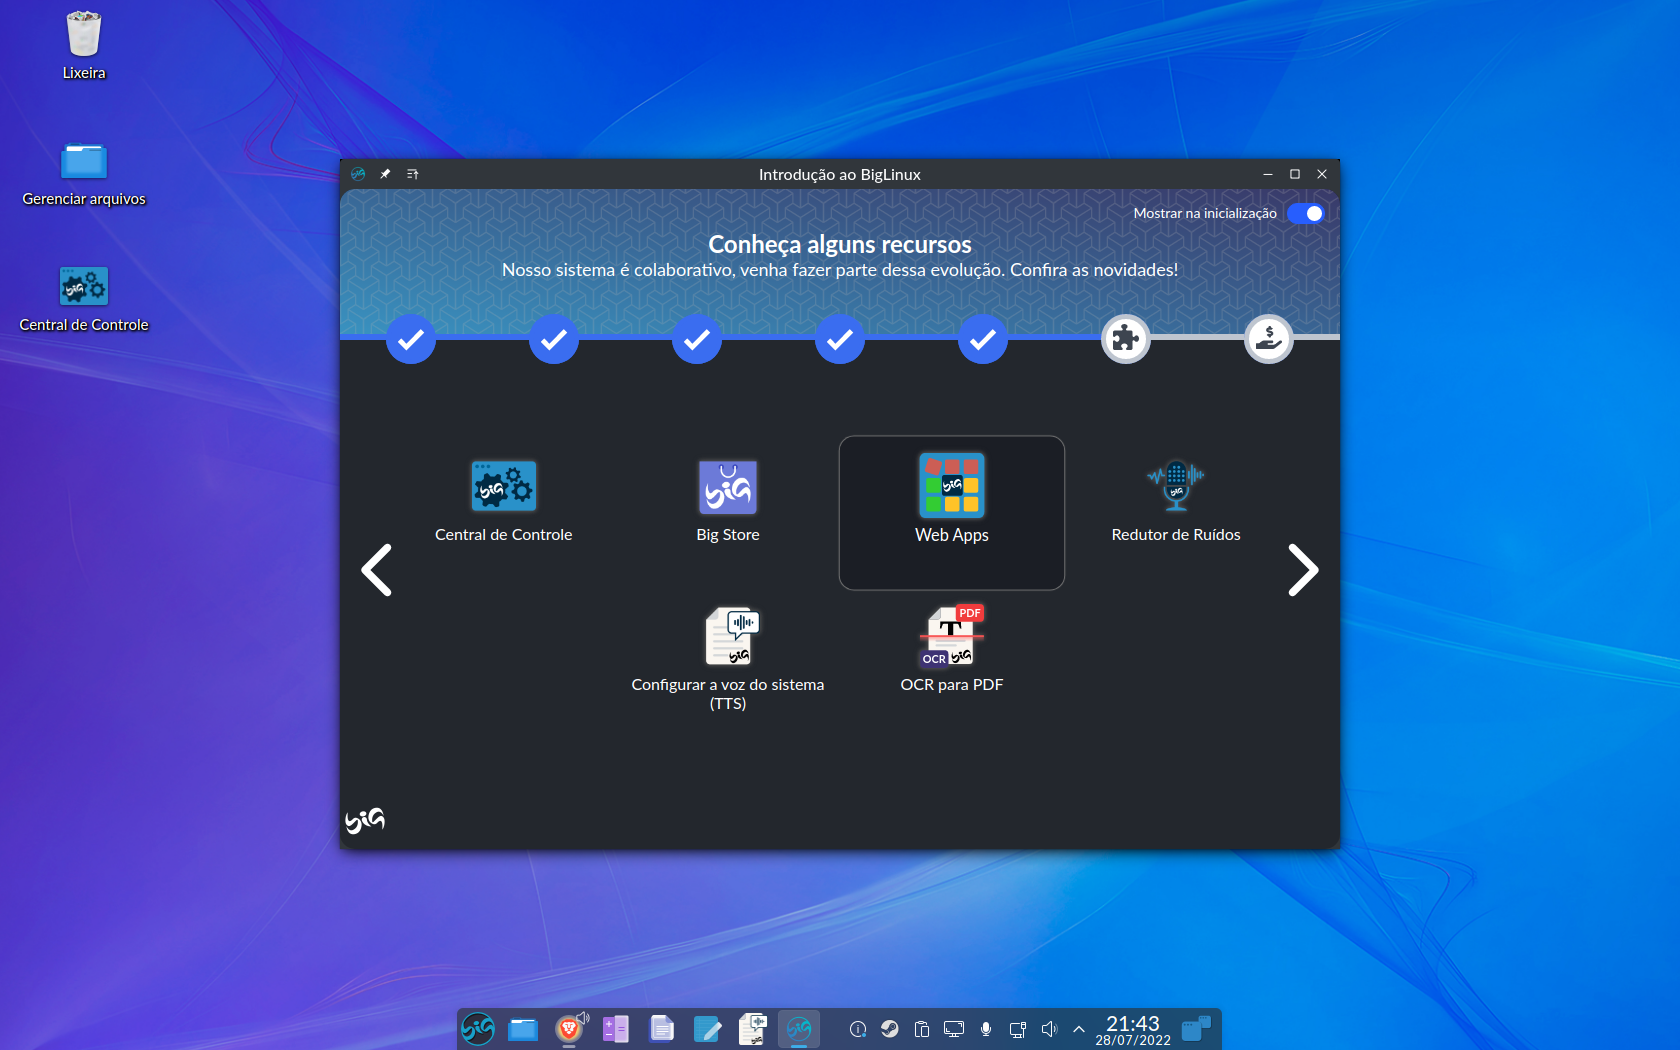 Lixeira
Gerenciar arquivos
Central de Controle
Introdução ao BigLinux
Mostrar na inicialização
Conheça alguns recursos
Nosso sistema é colaborativo, venha fazer parte dessa evolução. Confira as novidades!
Central de Controle
Big Store
Web Apps
Redutor de Ruídos
PDF
T
OCR
Configurar a voz do sistema
(TTS)
OCR para PDF
big
21:43
28/07/2022